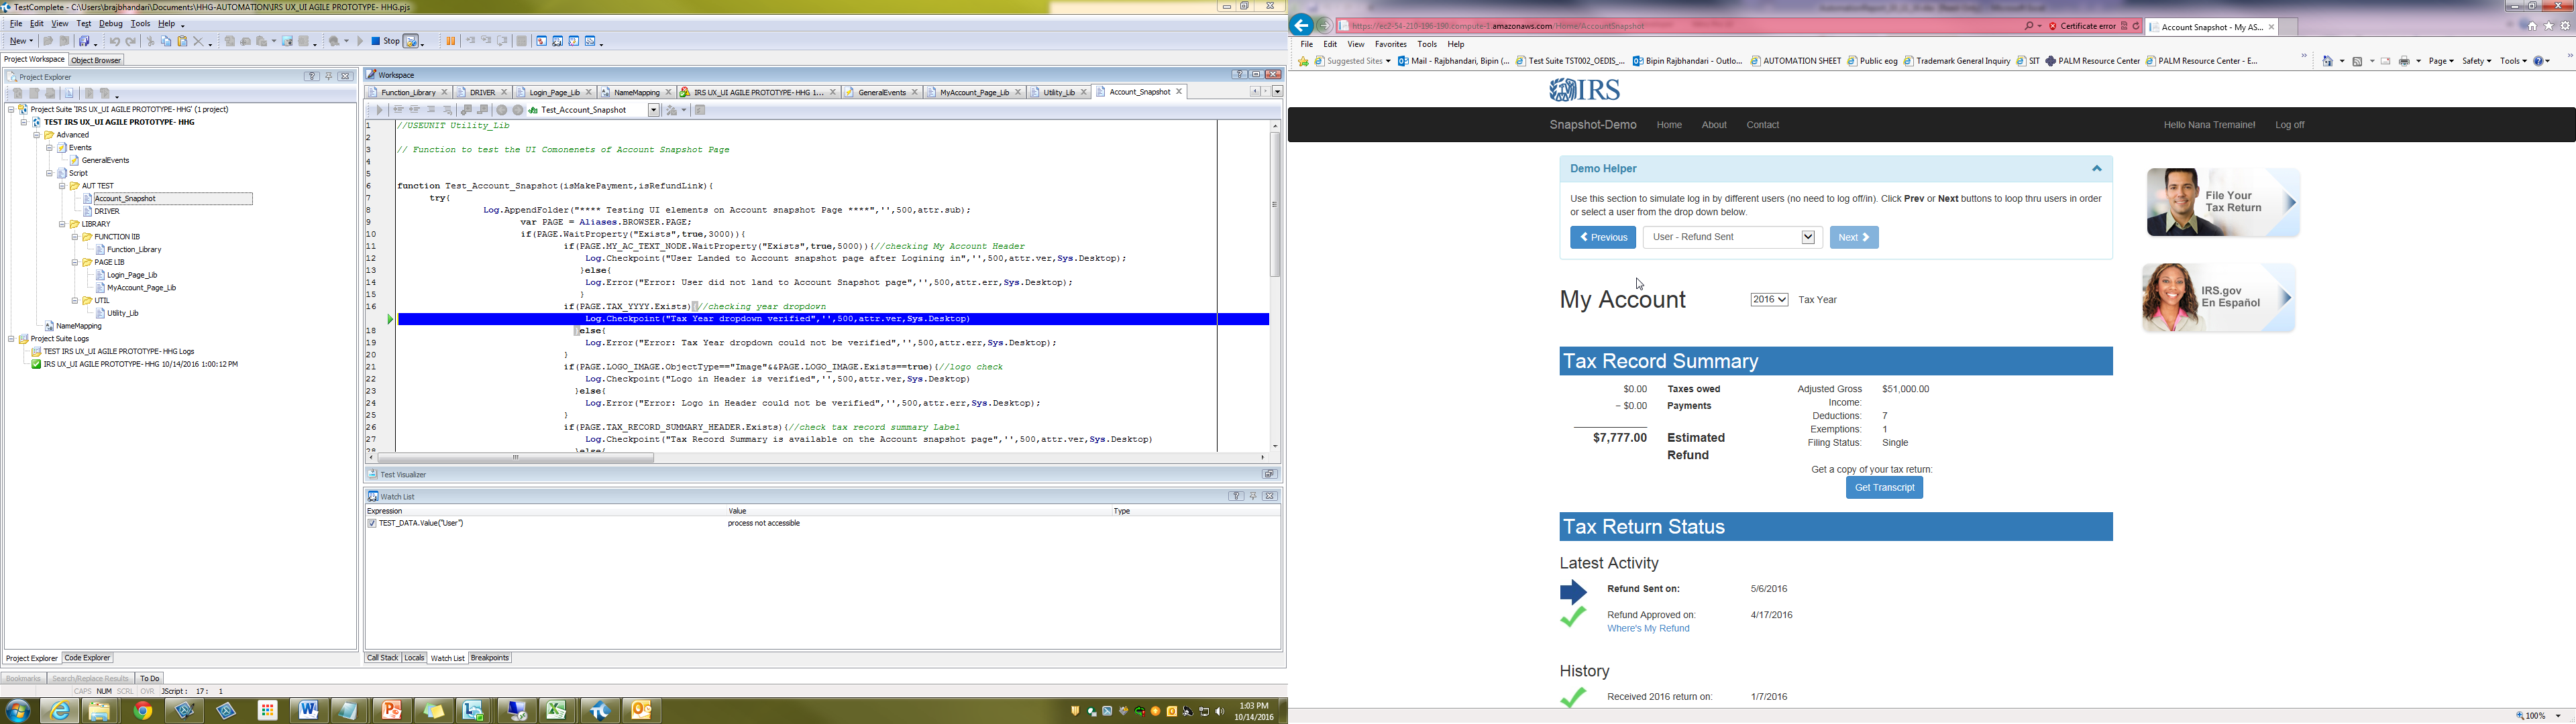 TestComplete - C:\Users\brajbhandari\Documents\HHG-AUTOMATION\IRS UX_UI AGILE PROTOTYPE- HHG.pjs
File Edit View Test Debug Tools Help
New Stop
Project Workspace Object Browser
Project Explorer
Project Suite 'IRS UX_UI AGILE PROTOTYPE-HHG' (1 project)
TEST IRS UX_UI AGILE PROTOTYPE- HHG
Advanced
Events
GeneralEvents
Script
AUT TEST
Account_Snapshot
DRIVER
LIBRARY
FUNCTION lIB
Function_Library
PAGE LIB
Login_Page_Lib
MyAccount_Page_Lib
UTIL
Utility_Lib
NameMapping
Project Suite Logs
TEST IRS UX_UI AGILE PROTOTYPE- HHG Logs
IRS UX_UI AGILE PROTOTYPE- HHG 10/14/2016 1:00:12 PM
Project Explorer Code Explorer
Bookmarks Search/Replace Results To Do
CAPS NUM SCRL OVR JScript : 17 : 1
Workspace
Function_Library DRIVER Login_Page_Lib NameMapping IRS UX_UI AGILE PROTOTYPE- HHG 1... GeneralEvents MyAccount_Page_Lib Utility_Lib Account_Snapshot
Test_Account_Snapshot
1 //USEUNIT Utility_Lib
2
3 // Function to test the UI Comonenets of Account Snapshot Page
4
5
6 function Test_Account_Snapshot(isMakePayment,isRefundLink){
7 try{
8 Log.AppendFolder("**** Testing UI elements on Account snapshot Page ****",'',500,attr.sub);
9 var PAGE = Aliases.BROWSER.PAGE;
10 if(PAGE.WaitProperty("Exists",true,3000)){
11 if(PAGE.MY_AC_TEXT_NODE.WaitProperty("Exists",true,5000)){//checking My Account Header
12 Log.Checkpoint("User Landed to Account snapshot page after Logining in",'',500,attr.ver,Sys.Desktop);
13 }else{
14 Log.Error("Error: User did not land to Account Snapshot page",'',500,attr.err,Sys.Desktop);
15 }
16 if(PAGE.TAX_YYYY.Exists){//checking year dropdown
Log.Checkpoint("Tax Year dropdown verified",'',500,attr.ver,Sys.Desktop)
18 }else{
19 Log.Error("Error: Tax Year dropdown could not be verified",'',500,attr.err,Sys.Desktop);
20 }
21 if(PAGE.LOGO_IMAGE.ObjectType=="Image"&&PAGE.LOGO_IMAGE.Exists==true){//logo check
22 Log.Checkpoint("Logo in Header is verified",'',500,attr.ver,Sys.Desktop)
23 }else{
24 Log.Error("Error: Logo in Header could not be verified",'',500,attr.err,Sys.Desktop);
25 }
26 if(PAGE.TAX_RECORD_SUMMARY_HEADER.Exists){//check tax record summary Label
27 Log.Checkpoint("Tax Record Summary is available on the Account snapshot page",'',500,attr.ver,Sys.Desktop)
28 }else{
Test Visualizer
Watch List
Expression Value Type
TEST_DATA.Value("User") process not accessible
Call Stack Locals Watch List Breakpoints
1:03 PM
10/14/2016
https://ec2-54-210-196-190.compute-1.amazonaws.com/Home/AccountSnapshot Certificate error Account Snapshot - My AS...
File Edit View Favorites Tools Help
Suggested Sites Mail - Rajbhandari, Bipin (... Test Suite TST002_OEDIS_... Bipin Rajbhandari - Outlo... AUTOMATION SHEET Public eog Trademark General Inquiry SIT PALM Resource Center PALM Resource Center - E... Page Safety Tools
IRS
Snapshot-Demo Home About Contact Hello Nana Tremaine! Log off
Demo Helper
Use this section to simulate log in by different users (no need to log off/in). Click Prev or Next buttons to loop thru users in order
or select a user from the drop down below.
Previous User - Refund Sent Next
File Your
Tax Return
IRS.gov
En Español
My Account 2016 Tax Year
Tax Record Summary
$0.00 Taxes owed Adjusted Gross Income: $51,000.00
− $0.00 Payments Deductions: 7
Exemptions: 1
$7,777.00 Estimated Refund Filing Status: Single
Get a copy of your tax return:
Get Transcript
Tax Return Status
Latest Activity
Refund Sent on: 5/6/2016
Refund Approved on: 4/17/2016
Where's My Refund
History
Received 2016 return on: 1/7/2016
100%